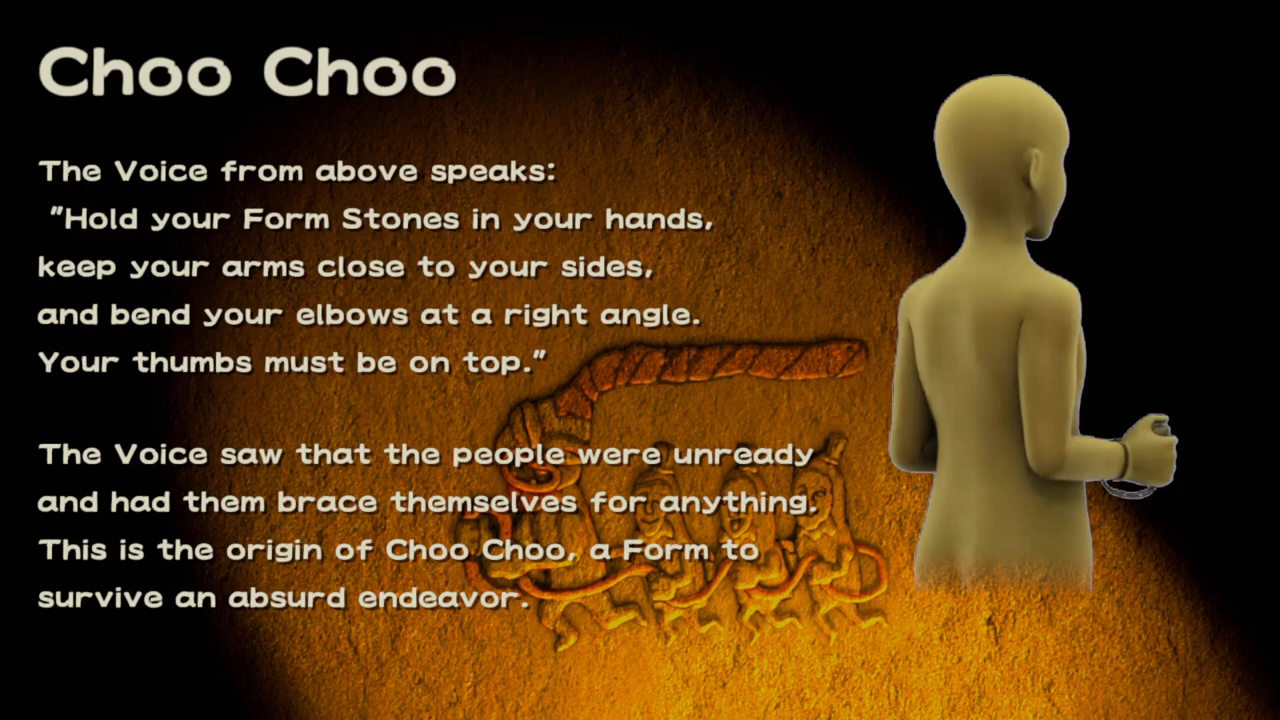 Choo Choo
The Voice from above speaks:
"Hold your Form Stones in your hands,
keep your arms close to your sides,
and bend your elbows at a right angle.
Your thumbs must be on top."
The Voice saw that the people were unready
and had them brace themselves for anything.
This is the origin of Choo Choo, a Form to
survive an absurd endeavor.